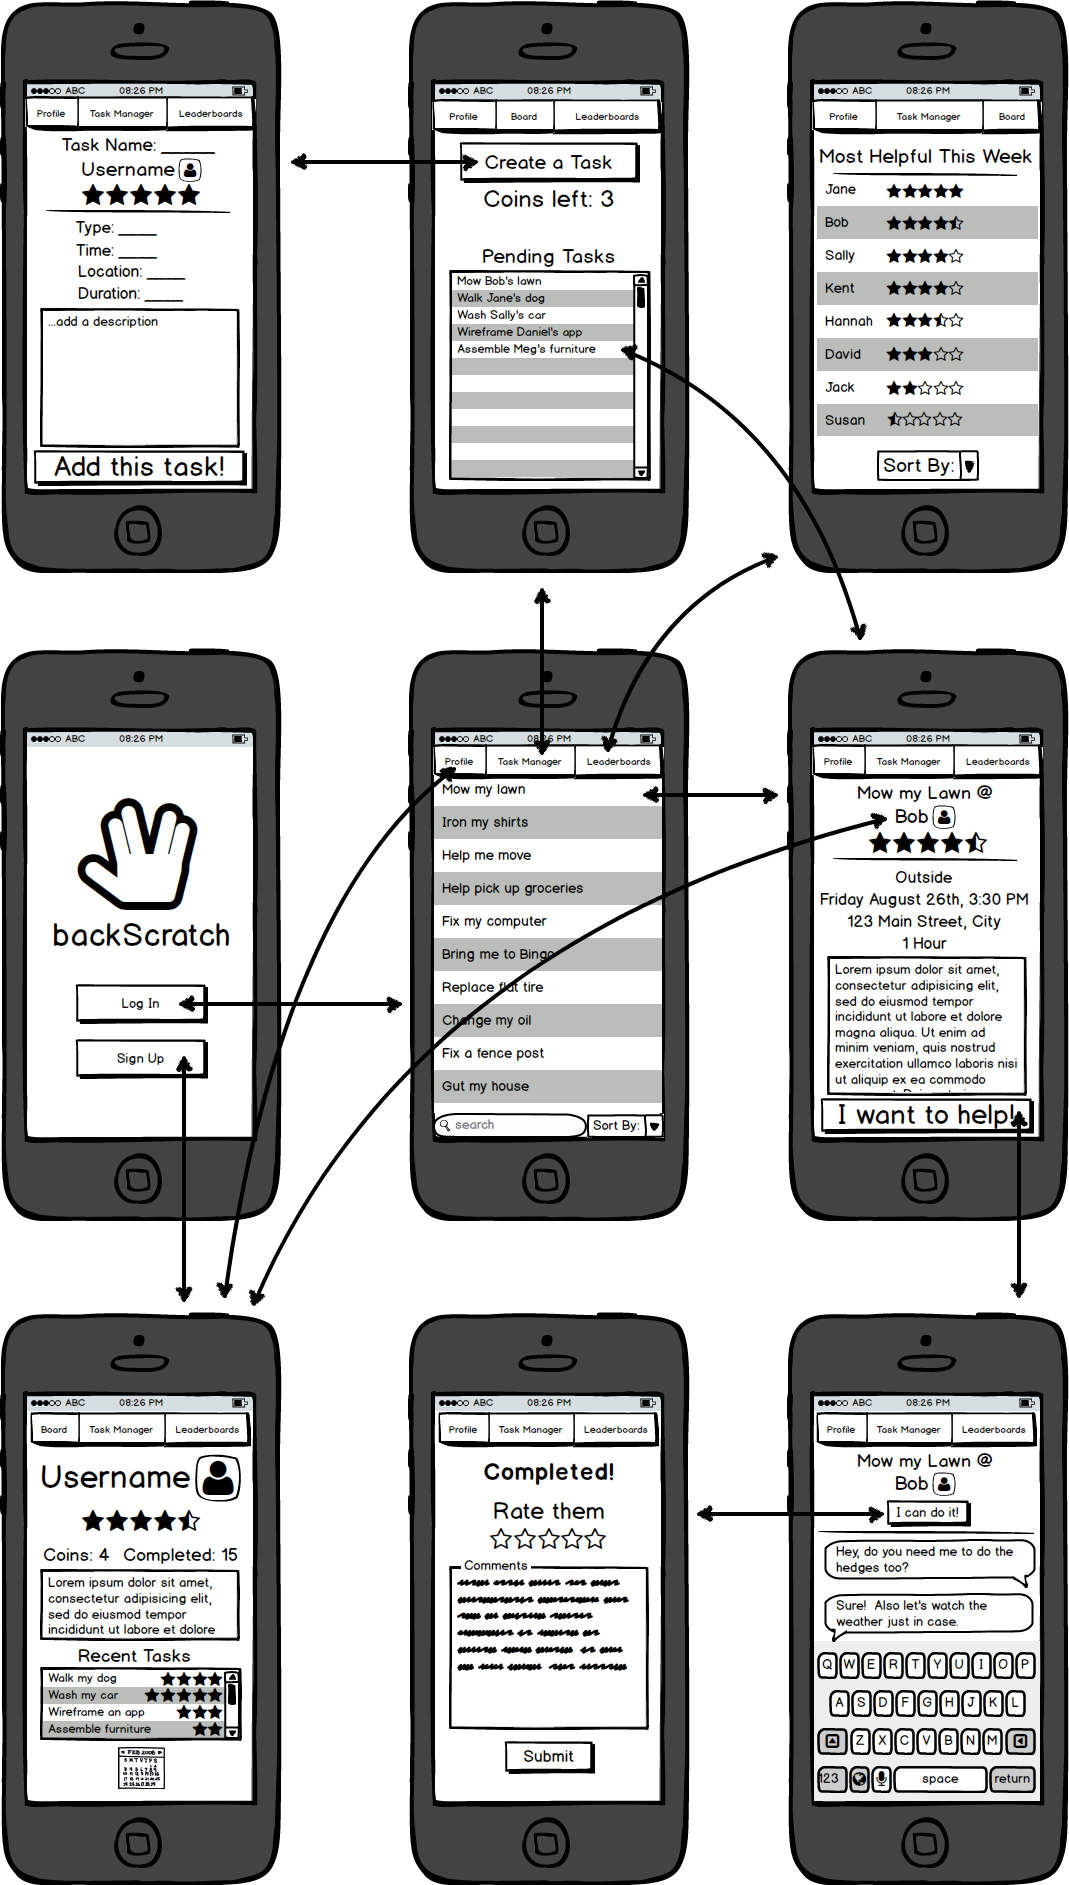 ABC 08:26 PM
Profile Task Manager Leaderboards
Task Name: ______
Username
Type: ____
Time: ____
Location: ____
Duration: ____
...add a description
Add this task!
ABC 08:26 PM
Profile Board Leaderboards
Create a Task
Coins left: 3
Pending Tasks
Mow Bob's lawn
Walk Jane's dog
Wash Sally's car
Wireframe Daniel's app
Assemble Meg's furniture
ABC 08:26 PM
Profile Task Manager Board
Most Helpful This Week
Jane
Bob
Sally
Kent
Hannah
David
Jack
Susan
Sort By:
ABC 08:26 PM
backScratch
Log In
Sign Up
ABC 08:26 PM
Profile Task Manager Leaderboards
Mow my lawn
Iron my shirts
Help me move
Help pick up groceries
Fix my computer
Bring me to Bingo
Replace flat tire
Change my oil
Fix a fence post
Gut my house
search Sort By:
ABC 08:26 PM
Profile Task Manager Leaderboards
Mow my Lawn @
Bob
Outside
Friday August 26th, 3:30 PM
123 Main Street, City
1 Hour
Lorem ipsum dolor sit amet,
consectetur adipisicing elit,
sed do eiusmod tempor
incididunt ut labore et dolore
magna aliqua. Ut enim ad
minim veniam, quis nostrud
exercitation ullamco laboris nisi
ut aliquip ex ea commodo
I want to help!
ABC 08:26 PM
Board Task Manager Leaderboards
Username
Coins: 4 Completed: 15
Lorem ipsum dolor sit amet,
consectetur adipisicing elit,
sed do eiusmod tempor
incididunt ut labore et dolore
Recent Tasks
Walk my dog
Wash my car
Wireframe an app
Assemble furniture
FEB 2008
S M T W T F S
ABC 08:26 PM
Profile Task Manager Leaderboards
Completed!
Rate them
Comments
Submit
ABC 08:26 PM
Profile Task Manager Leaderboards
Mow my Lawn @
Bob
I can do it!
Hey, do you need me to do the
hedges too?
Sure! Also let's watch the
weather just in case.
Q W E R T Y U I O P
A S D F G H J K L
Z X C V B N M
123 space return